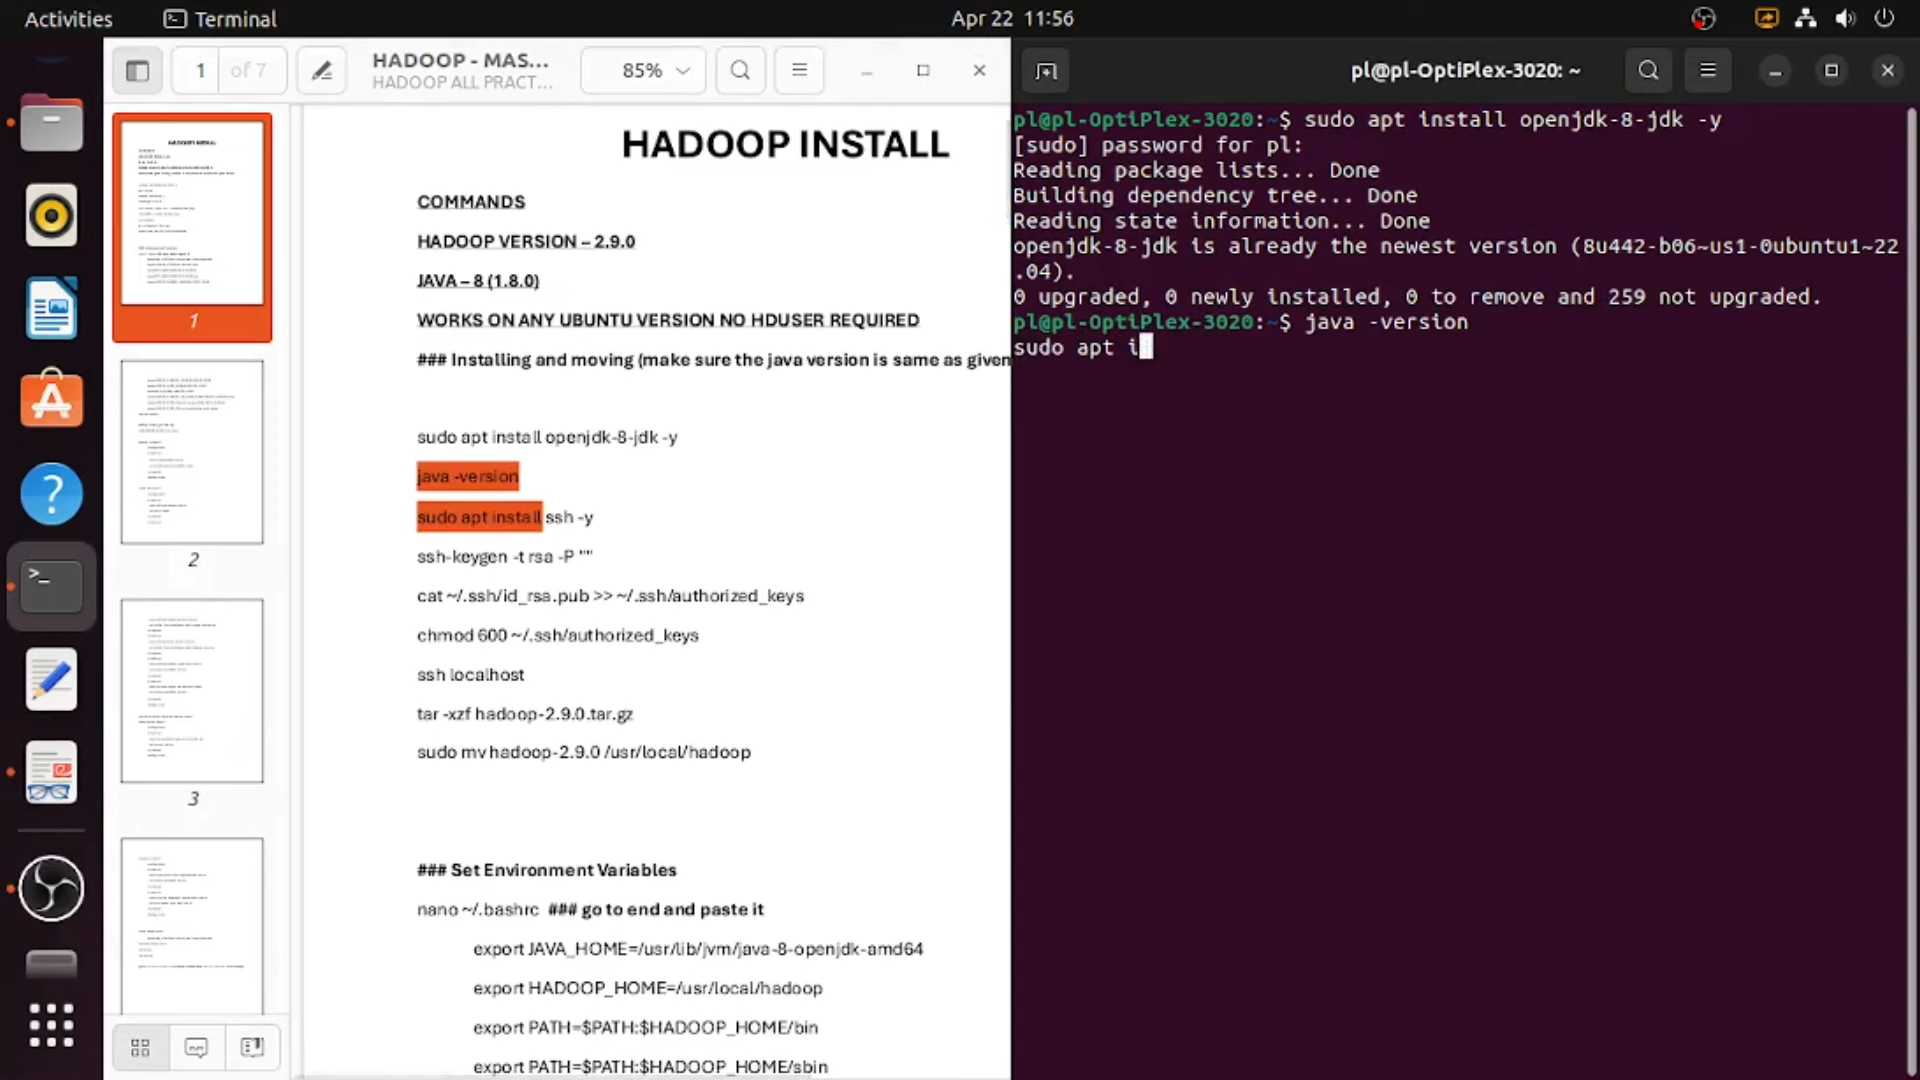 Activities
Terminal
Apr 22 11:56
1 of 7
HADOOP - MAS...
HADOOP ALL PRACT...
85%
1
2
3
HADOOP INSTALL
COMMANDS
HADOOP VERSION – 2.9.0
JAVA – 8 (1.8.0)
WORKS ON ANY UBUNTU VERSION NO HDUSER REQUIRED
### Installing and moving (make sure the java version is same as given
sudo apt install openjdk-8-jdk -y
java -version
sudo apt install ssh -y
ssh-keygen -t rsa -P ""
cat ~/.ssh/id_rsa.pub >> ~/.ssh/authorized_keys
chmod 600 ~/.ssh/authorized_keys
ssh localhost
tar -xzf hadoop-2.9.0.tar.gz
sudo mv hadoop-2.9.0 /usr/local/hadoop
### Set Environment Variables
nano ~/.bashrc ### go to end and paste it
export JAVA_HOME=/usr/lib/jvm/java-8-openjdk-amd64
export HADOOP_HOME=/usr/local/hadoop
export PATH=$PATH:$HADOOP_HOME/bin
export PATH=$PATH:$HADOOP_HOME/sbin
pl@pl-OptiPlex-3020: ~
pl@pl-OptiPlex-3020:~$ sudo apt install openjdk-8-jdk -y
[sudo] password for pl:
Reading package lists... Done
Building dependency tree... Done
Reading state information... Done
openjdk-8-jdk is already the newest version (8u442-b06~us1-0ubuntu1~22
.04).
0 upgraded, 0 newly installed, 0 to remove and 259 not upgraded.
pl@pl-OptiPlex-3020:~$ java -version
sudo apt i